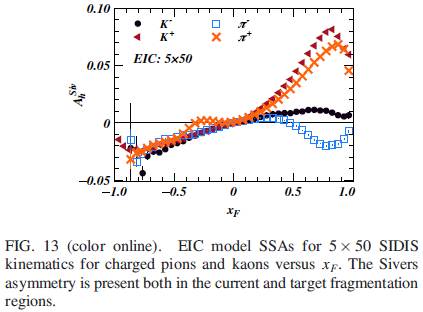 0.10
K⁻ π⁻
K⁺ π⁺
EIC: 5×50
A_h^Siv
0.05
0
−0.05
−1.0 −0.5 0 0.5 1.0
x_F
FIG. 13 (color online). EIC model SSAs for 5 × 50 SIDIS
kinematics for charged pions and kaons versus x_F. The Sivers
asymmetry is present both in the current and target fragmentation
regions.